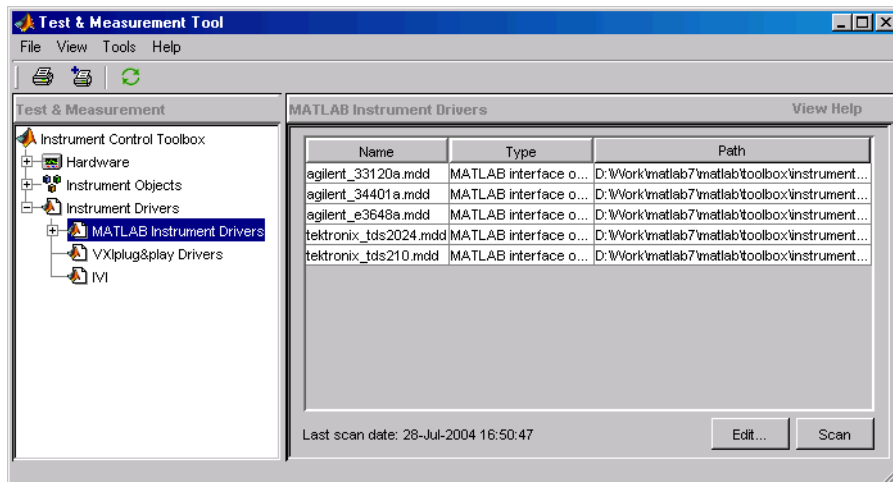 Test & Measurement Tool
File View Tools Help
Test & Measurement
MATLAB Instrument Drivers View Help
Instrument Control Toolbox
Hardware
Instrument Objects
Instrument Drivers
MATLAB Instrument Drivers
VXIplug&play Drivers
IVI
Name Type Path
agilent_33120a.mdd MATLAB interface o... D:\Work\matlab7\matlab\toolbox\instrument...
agilent_34401a.mdd MATLAB interface o... D:\Work\matlab7\matlab\toolbox\instrument...
agilent_e3648a.mdd MATLAB interface o... D:\Work\matlab7\matlab\toolbox\instrument...
tektronix_tds2024.mdd MATLAB interface o... D:\Work\matlab7\matlab\toolbox\instrument...
tektronix_tds210.mdd MATLAB interface o... D:\Work\matlab7\matlab\toolbox\instrument...
Last scan date: 28-Jul-2004 16:50:47 Edit... Scan